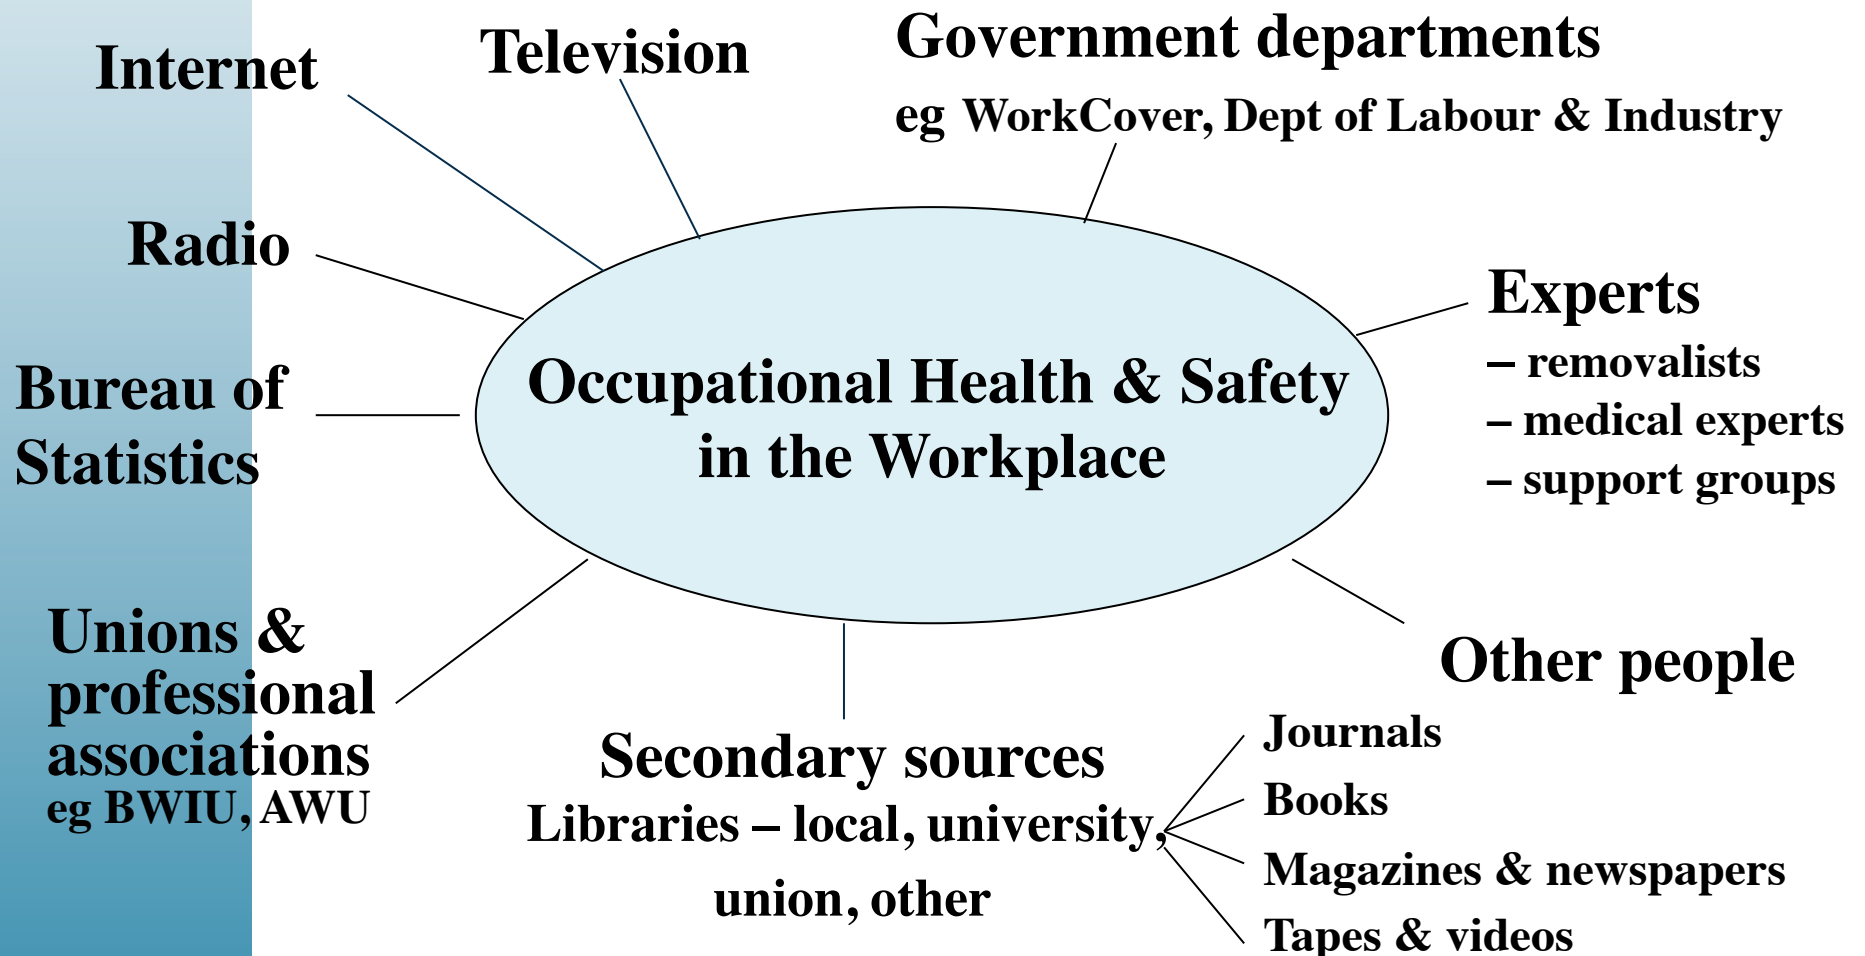 Internet
Television
Government departments
eg WorkCover, Dept of Labour & Industry
Radio
Experts
– removalists
– medical experts
– support groups
Occupational Health & Safety
in the Workplace
Bureau of
Statistics
Unions &
professional
associations
eg BWIU, AWU
Other people
Secondary sources
Libraries – local, university,
union, other
Journals
Books
Magazines & newspapers
Tapes & videos